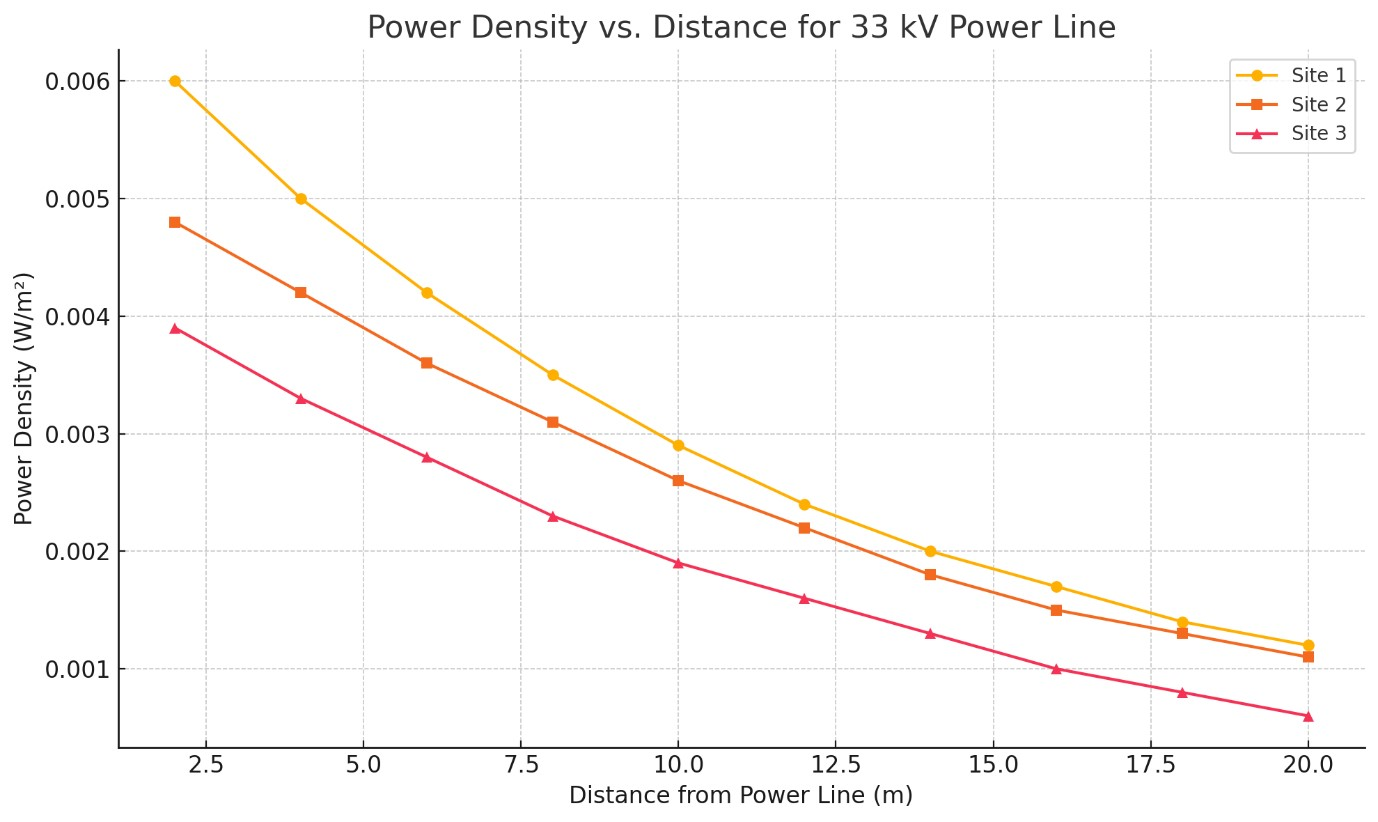 Power Density vs. Distance for 33 kV Power Line
Site 1
Site 2
Site 3
Power Density (W/m²)
0.006
0.005
0.004
0.003
0.002
0.001
2.5 5.0 7.5 10.0 12.5 15.0 17.5 20.0
Distance from Power Line (m)